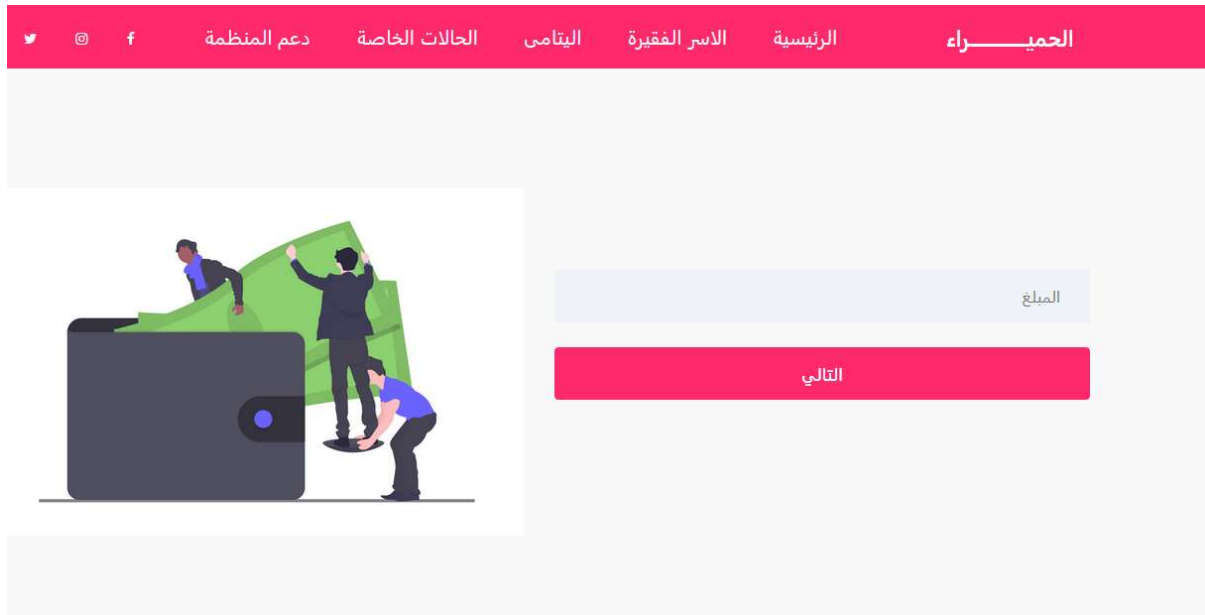 الحميـــــــراء الرئيسية الاسر الفقيرة اليتامى الحالات الخاصة دعم المنظمة
المبلغ
التالي